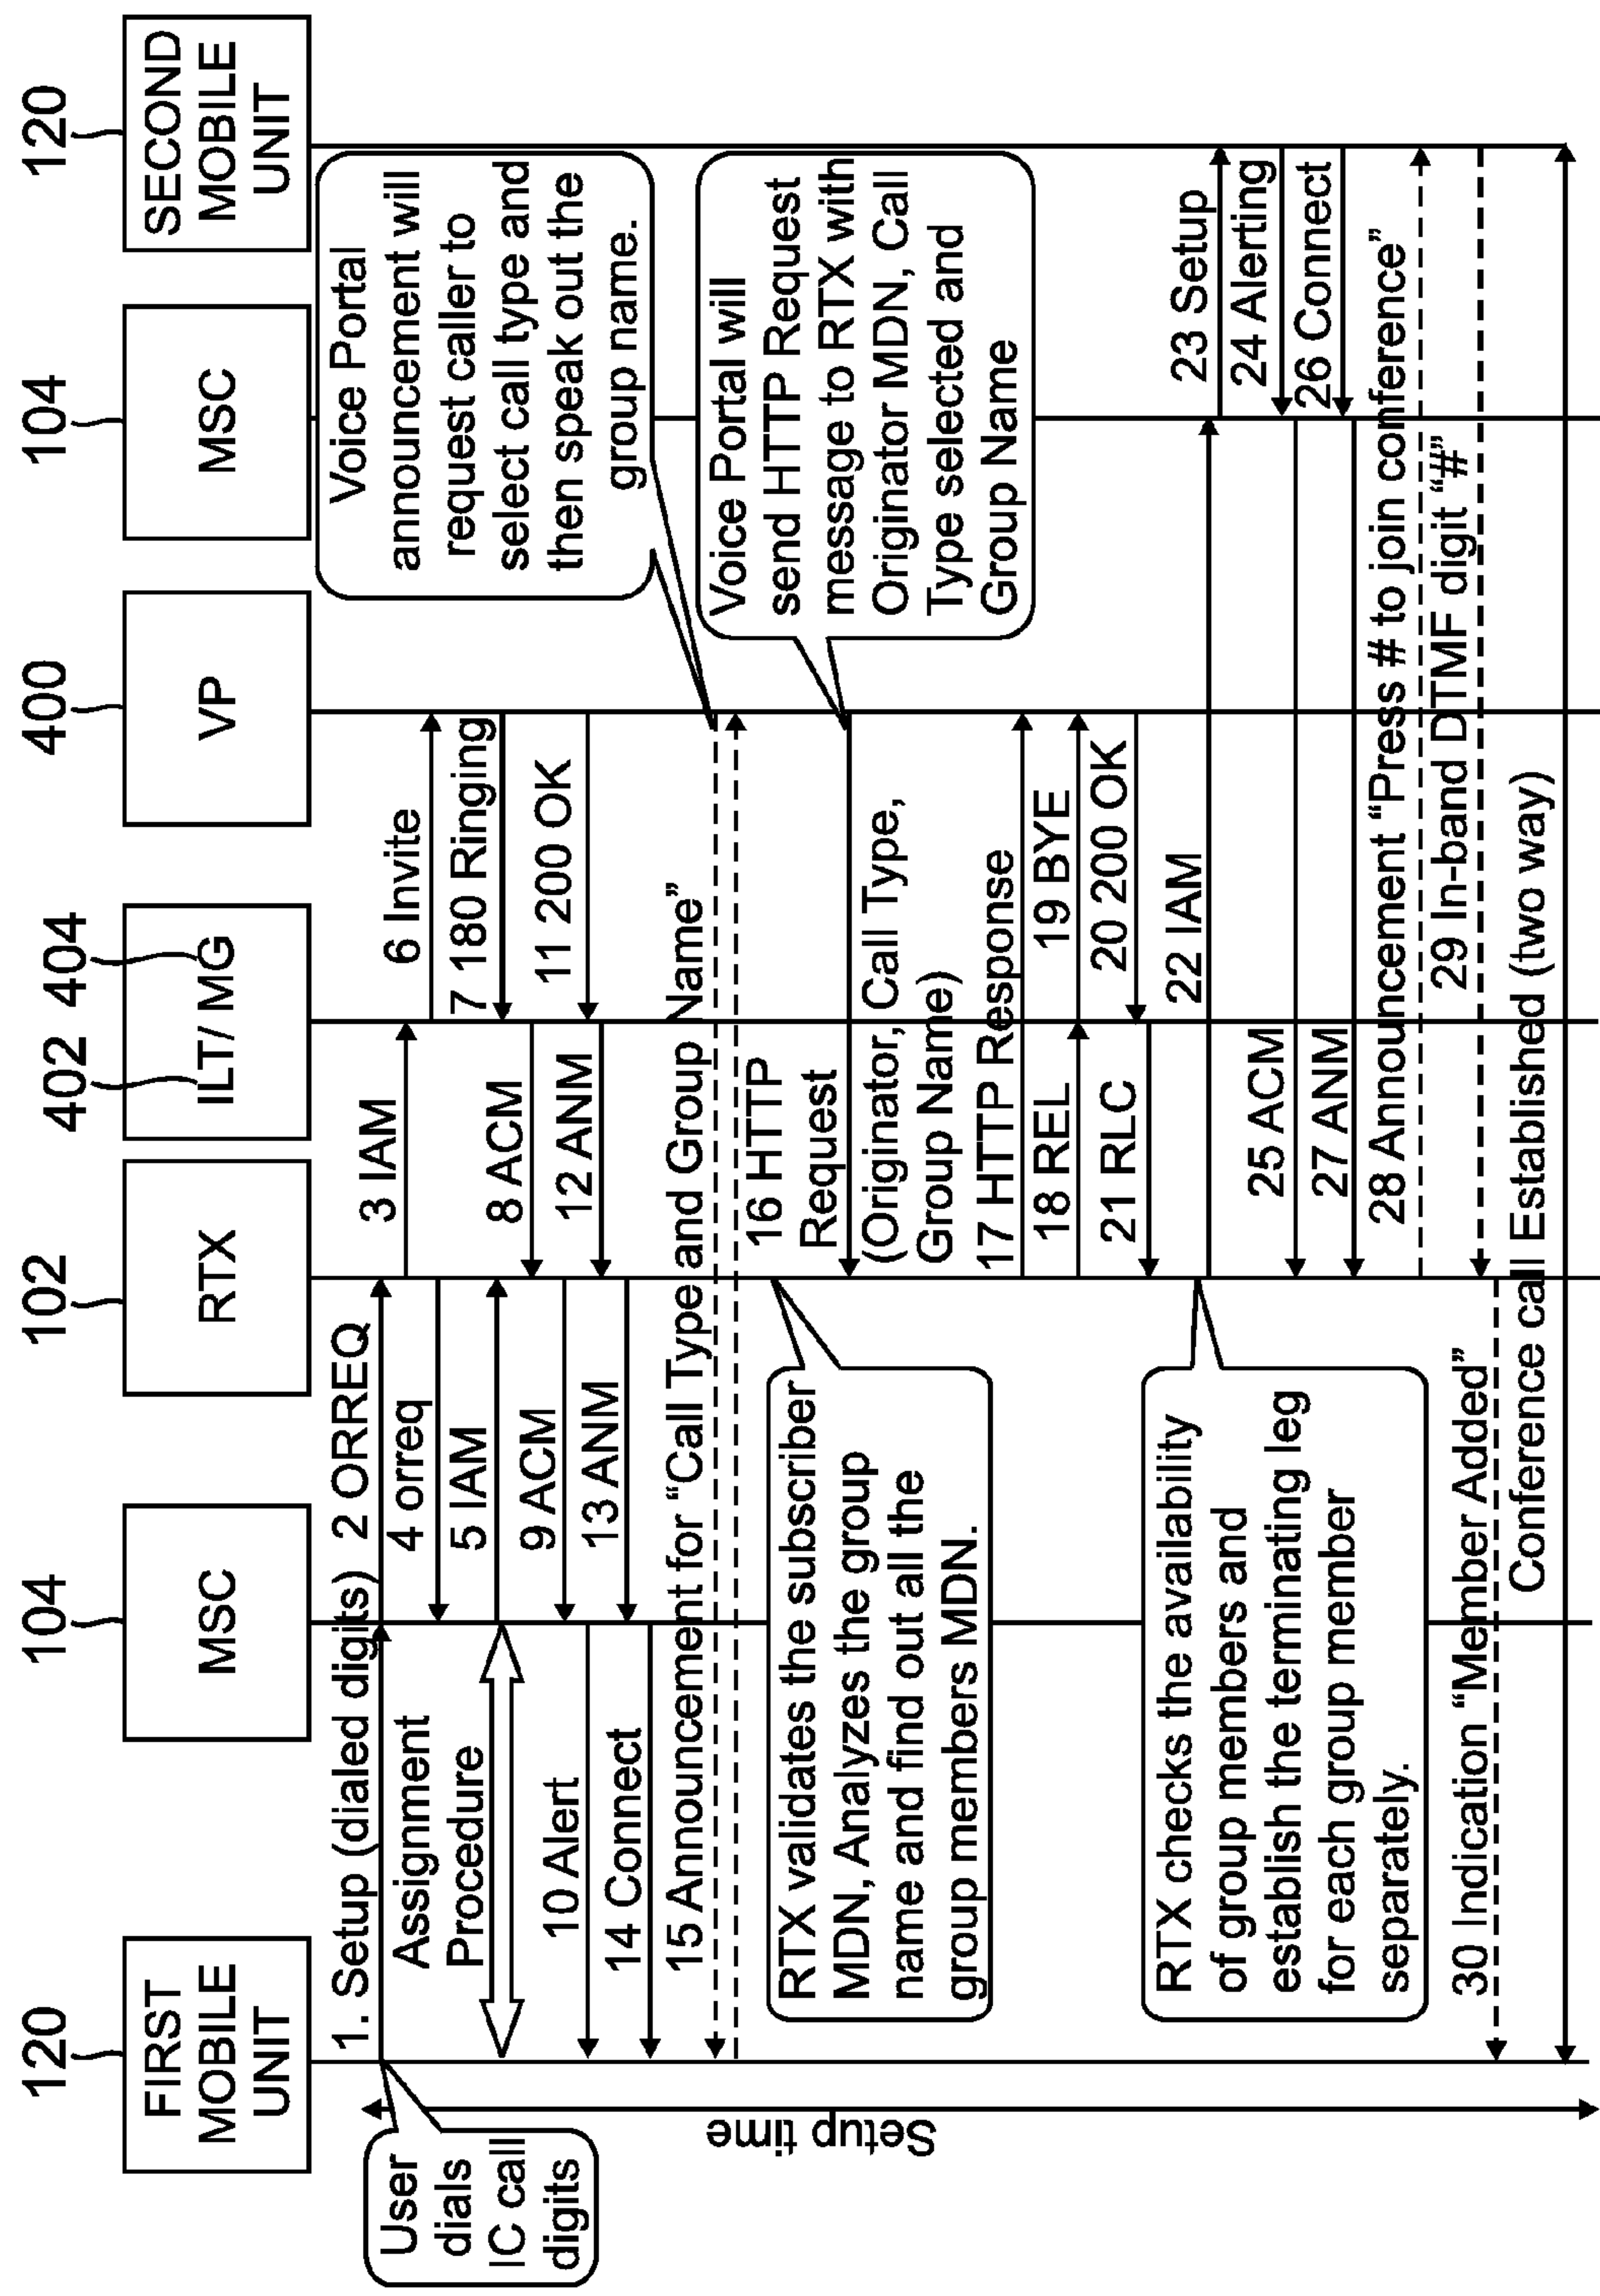 120
FIRST
MOBILE
UNIT
104
MSC
102
RTX
402
404
ILT/ MG
400
VP
104
MSC
120
SECOND
MOBILE
UNIT
User
dials
IC call
digits
Setup time
1. Setup (dialed digits)
2 ORREQ
3 IAM
Assignment
Procedure
4 orreq
5 IAM
6 Invite
7 180 Ringing
8 ACM
9 ACM
10 Alert
11 200 OK
12 ANM
13 ANM
14 Connect
Voice Portal
announcement will
request caller to
select call type and
then speak out the
group name.
15 Announcement for “Call Type and Group Name”
Voice Portal will
send HTTP Request
message to RTX with
Originator MDN, Call
Type selected and
Group Name
16 HTTP
Request
(Originator, Call Type,
Group Name)
RTX validates the subscriber
MDN, Analyzes the group
name and find out all the
group members MDN.
17 HTTP Response
18 REL
19 BYE
20 200 OK
21 RLC
RTX checks the availability
of group members and
establish the terminating leg
for each group member
separately.
22 IAM
23 Setup
24 Alerting
25 ACM
26 Connect
27 ANM
28 Announcement “Press # to join conference”
29 In-band DTMF digit “#”
30 Indication “Member Added”
Conference call Established (two way)